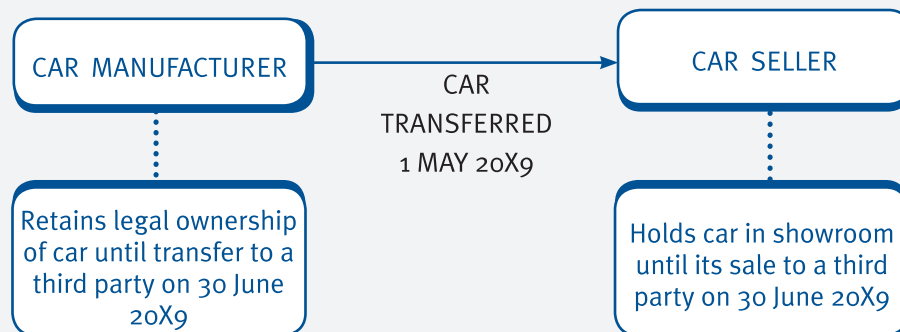 CAR MANUFACTURER
CAR
TRANSFERRED
1 MAY 20X9
CAR SELLER
Retains legal ownership
of car until transfer to a
third party on 30 June
20X9
Holds car in showroom
until its sale to a third
party on 30 June 20X9